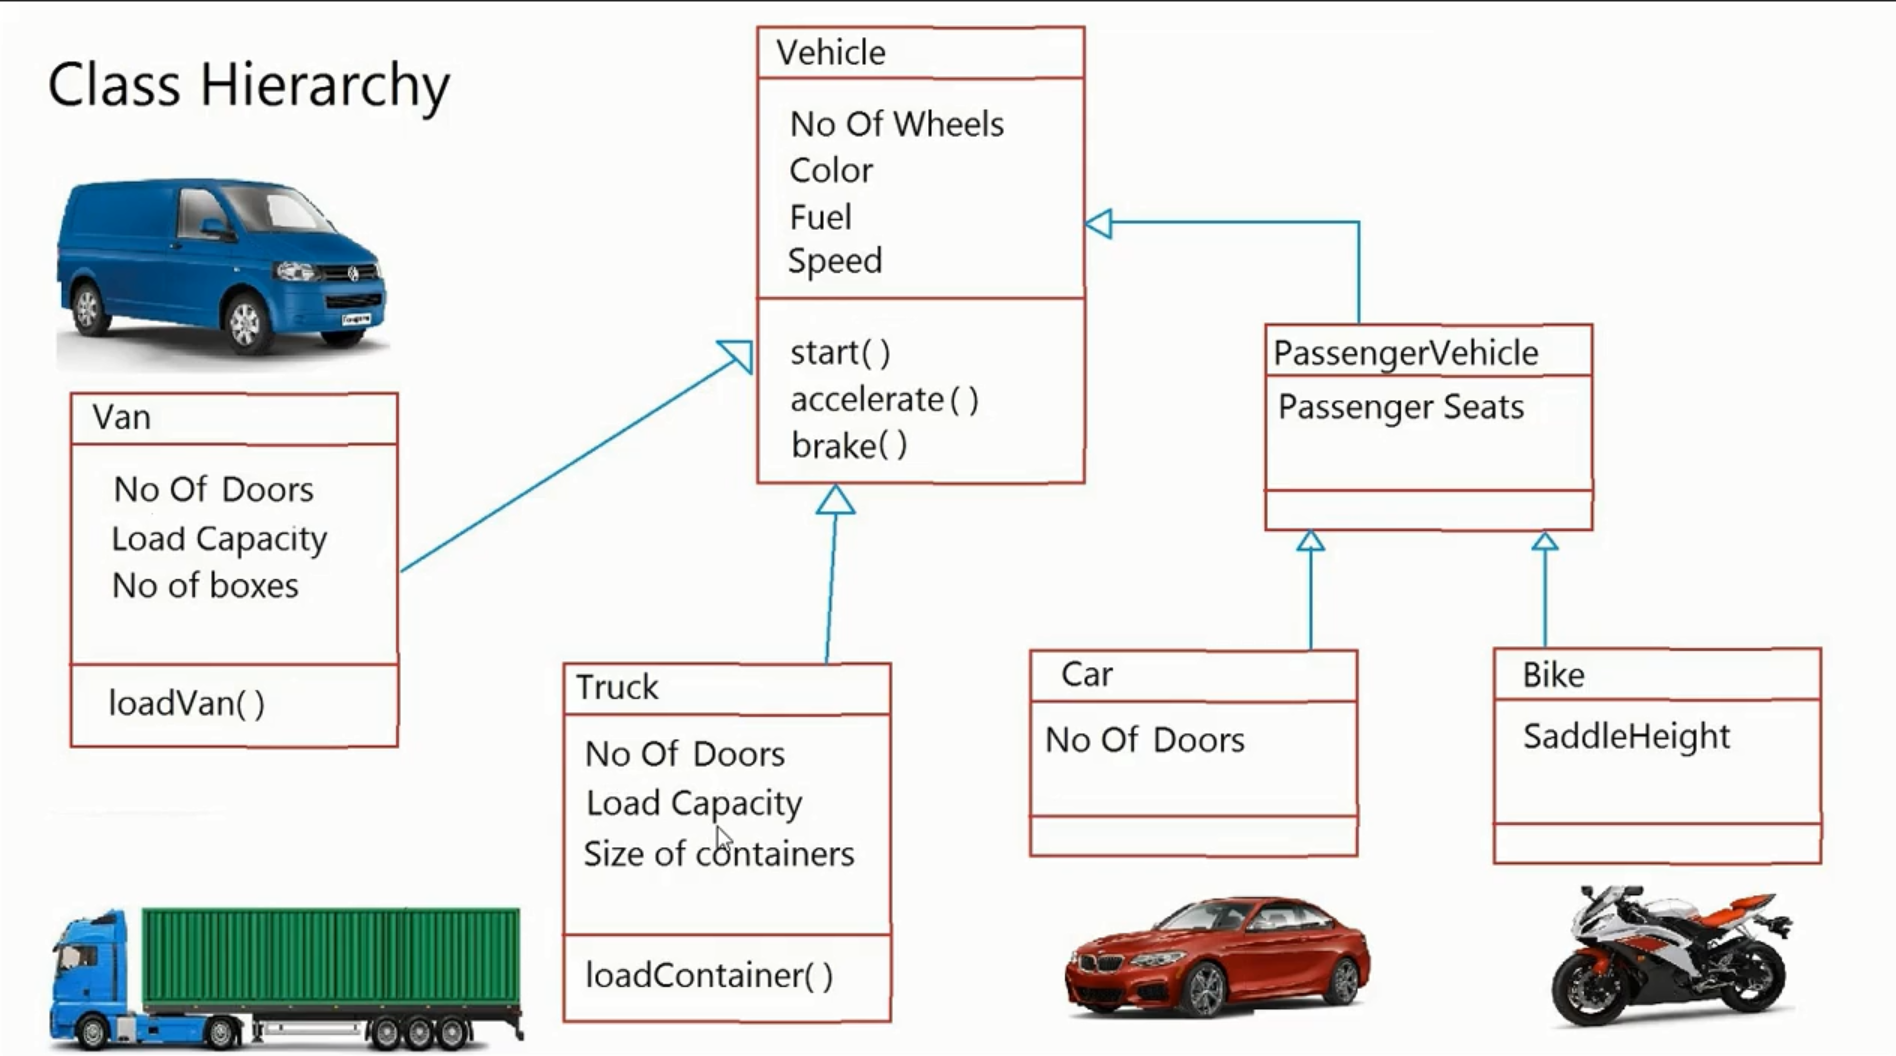 Class Hierarchy
Vehicle
No Of Wheels
Color
Fuel
Speed
start( )
accelerate( )
brake( )
PassengerVehicle
Passenger Seats
Van
No Of Doors
Load Capacity
No of boxes
loadVan( )
Truck
No Of Doors
Load Capacity
Size of containers
loadContainer( )
Car
No Of Doors
Bike
SaddleHeight